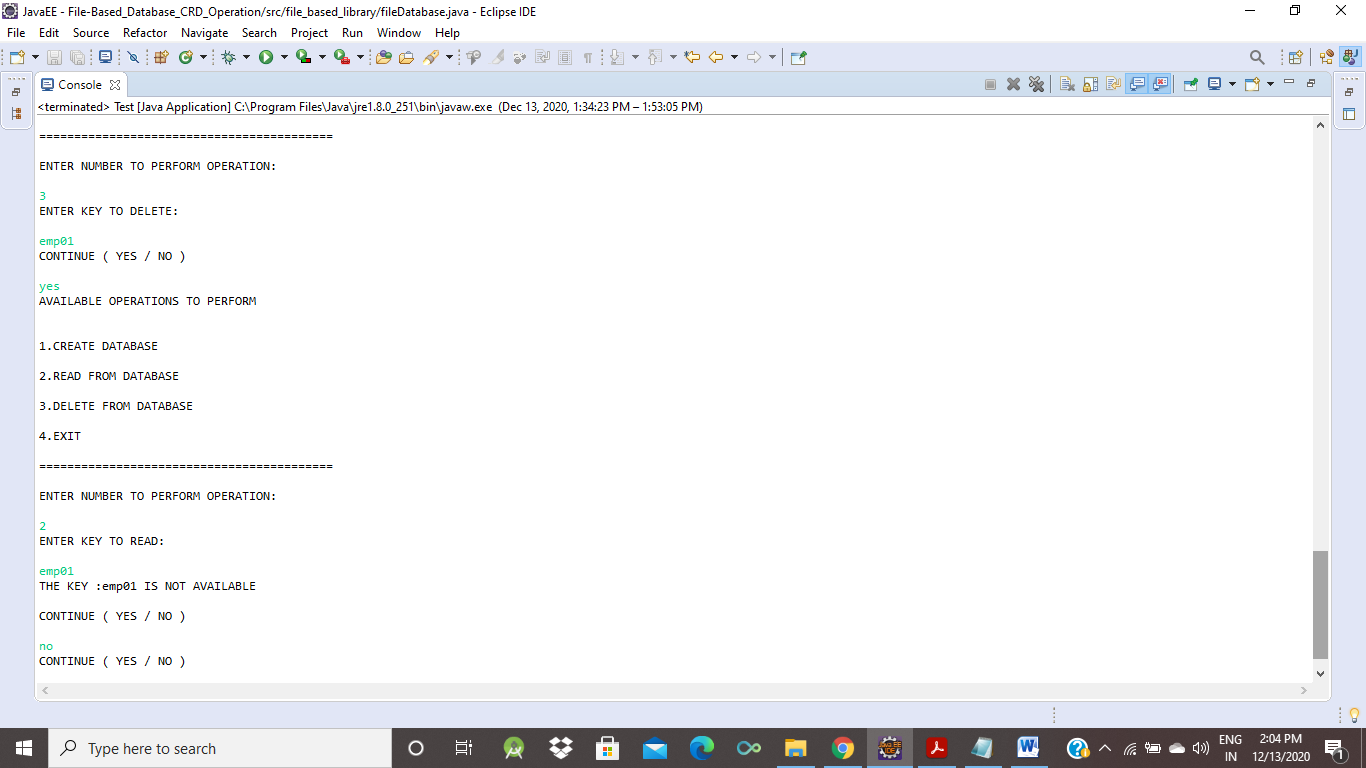 JavaEE - File-Based_Database_CRD_Operation/src/file_based_library/fileDatabase.java - Eclipse IDE
File Edit Source Refactor Navigate Search Project Run Window Help
Console
<terminated> Test [Java Application] C:\Program Files\Java\jre1.8.0_251\bin\javaw.exe (Dec 13, 2020, 1:34:23 PM – 1:53:05 PM)
==========================================
ENTER NUMBER TO PERFORM OPERATION:
3
ENTER KEY TO DELETE:
emp01
CONTINUE ( YES / NO )
yes
AVAILABLE OPERATIONS TO PERFORM
1.CREATE DATABASE
2.READ FROM DATABASE
3.DELETE FROM DATABASE
4.EXIT
==========================================
ENTER NUMBER TO PERFORM OPERATION:
2
ENTER KEY TO READ:
emp01
THE KEY :emp01 IS NOT AVAILABLE
CONTINUE ( YES / NO )
no
CONTINUE ( YES / NO )
Type here to search
ENG
IN
2:04 PM
12/13/2020
1